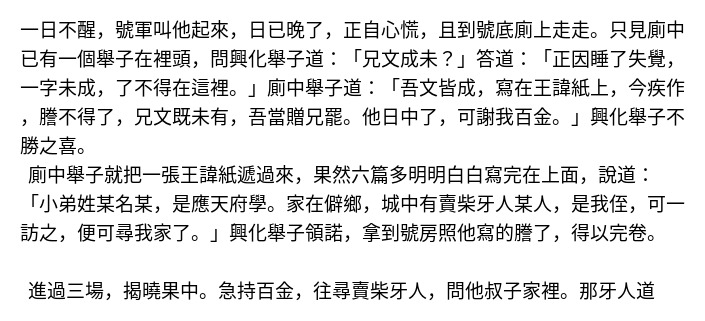 一日不醒，號軍叫他起來，日已晚了，正自心慌，且到號底廁上走走。只見廁中
已有一個舉子在裡頭，問興化舉子道：「兄文成未？」答道：「正因睡了失覺，
一字未成，了不得在這裡。」廁中舉子道：「吾文皆成，寫在王諱紙上，今疾作
，謄不得了，兄文既未有，吾當贈兄罷。他日中了，可謝我百金。」興化舉子不
勝之喜。
廁中舉子就把一張王諱紙遞過來，果然六篇多明明白白寫完在上面，說道：
「小弟姓某名某，是應天府學。家在僻鄉，城中有賣柴牙人某人，是我侄，可一
訪之，便可尋我家了。」興化舉子領諾，拿到號房照他寫的謄了，得以完卷。
進過三場，揭曉果中。急持百金，往尋賣柴牙人，問他叔子家裡。那牙人道